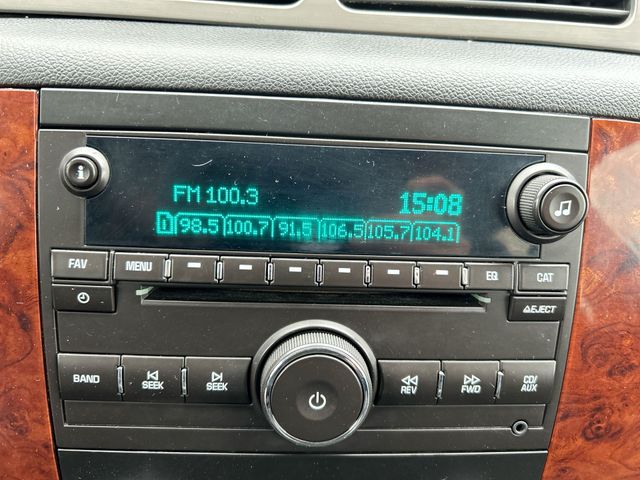 FM 100.3 15:08
1 98.5 100.7 91.5 106.5 105.7 104.1
FAV MENU EQ CAT
EJECT
BAND SEEK SEEK REV FWD CD/AUX